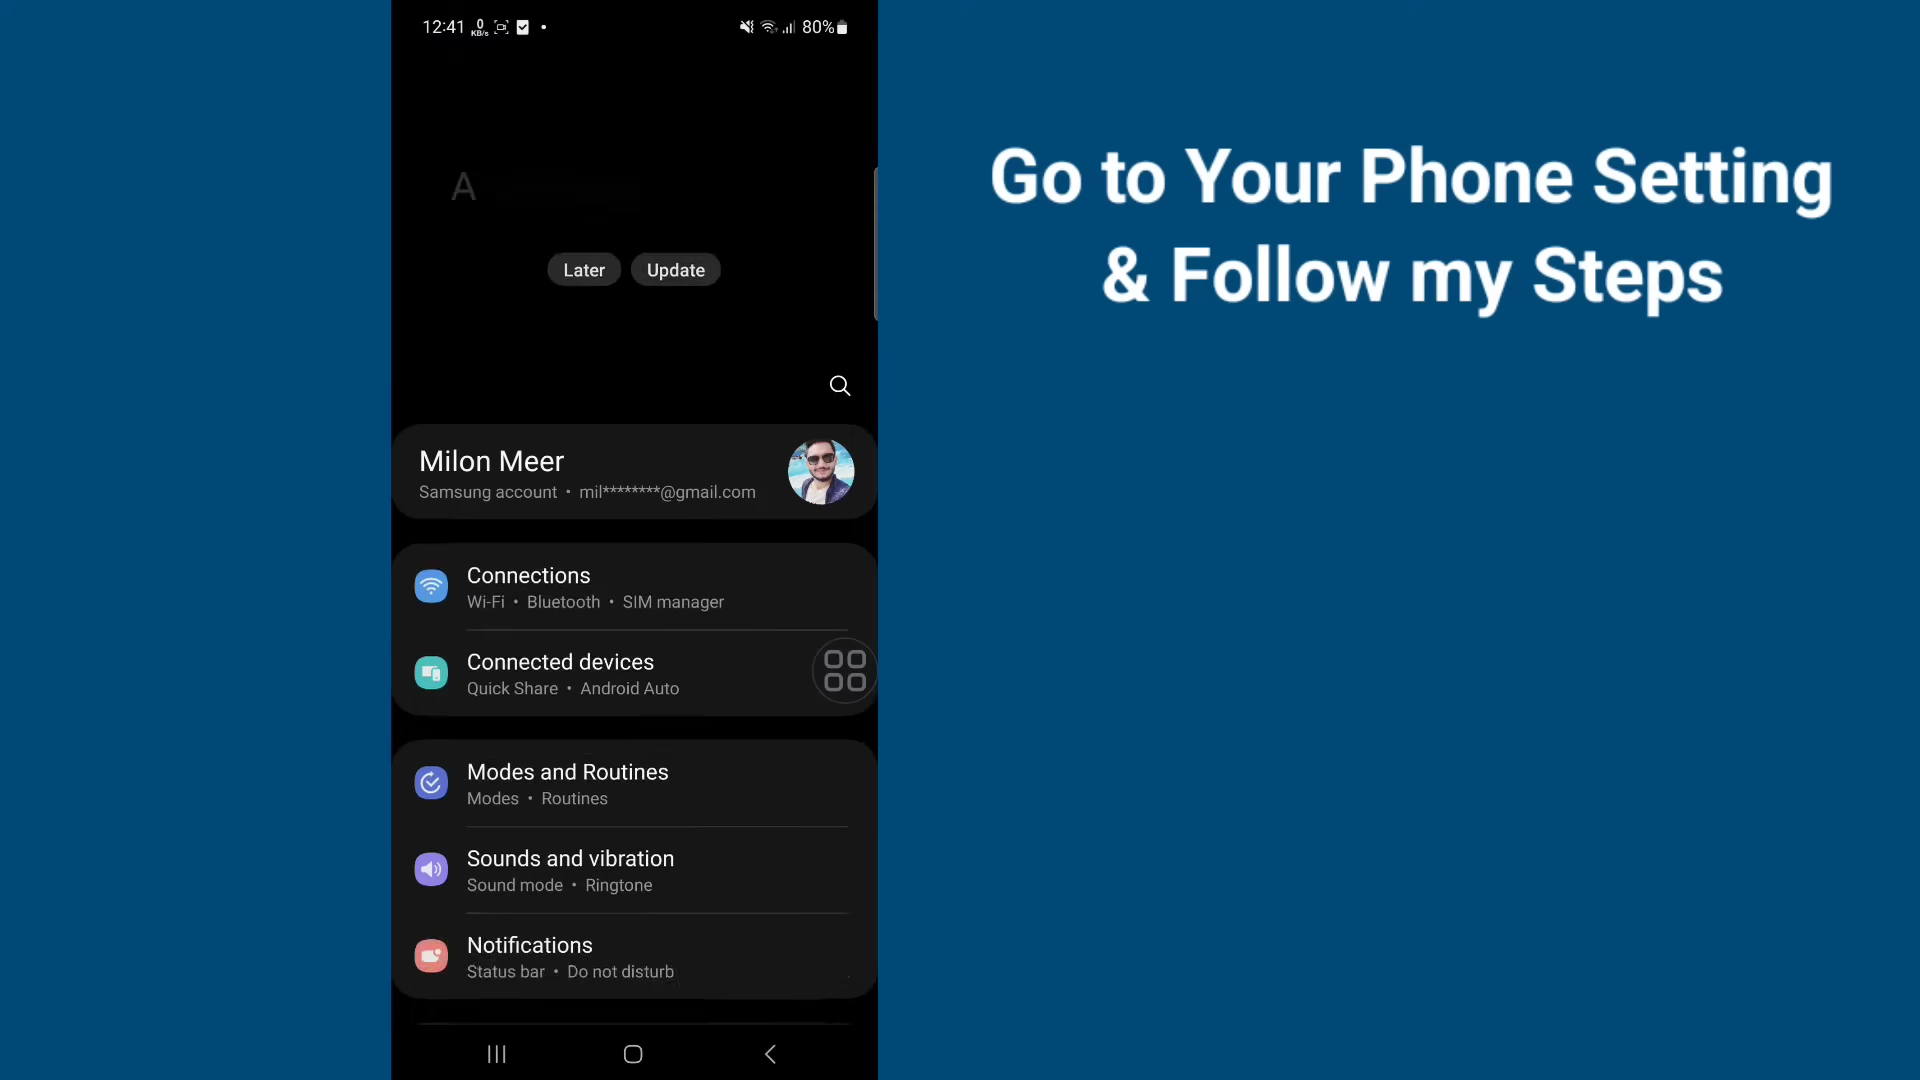 12:41 0 KB/s 80%
A
Later Update
Milon Meer
Samsung account • mil********@gmail.com
Connections
Wi-Fi • Bluetooth • SIM manager
Connected devices
Quick Share • Android Auto
Modes and Routines
Modes • Routines
Sounds and vibration
Sound mode • Ringtone
Notifications
Status bar • Do not disturb
Go to Your Phone Setting
& Follow my Steps